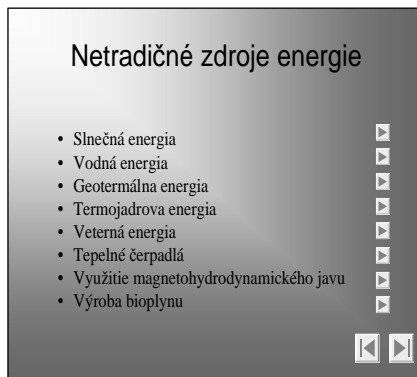 Netradičné zdroje energie
• Slnečná energia
• Vodná energia
• Geotermálna energia
• Termojadrova energia
• Veterná energia
• Tepelné čerpadlá
• Využitie magnetohydrodynamického javu
• Výroba bioplynu